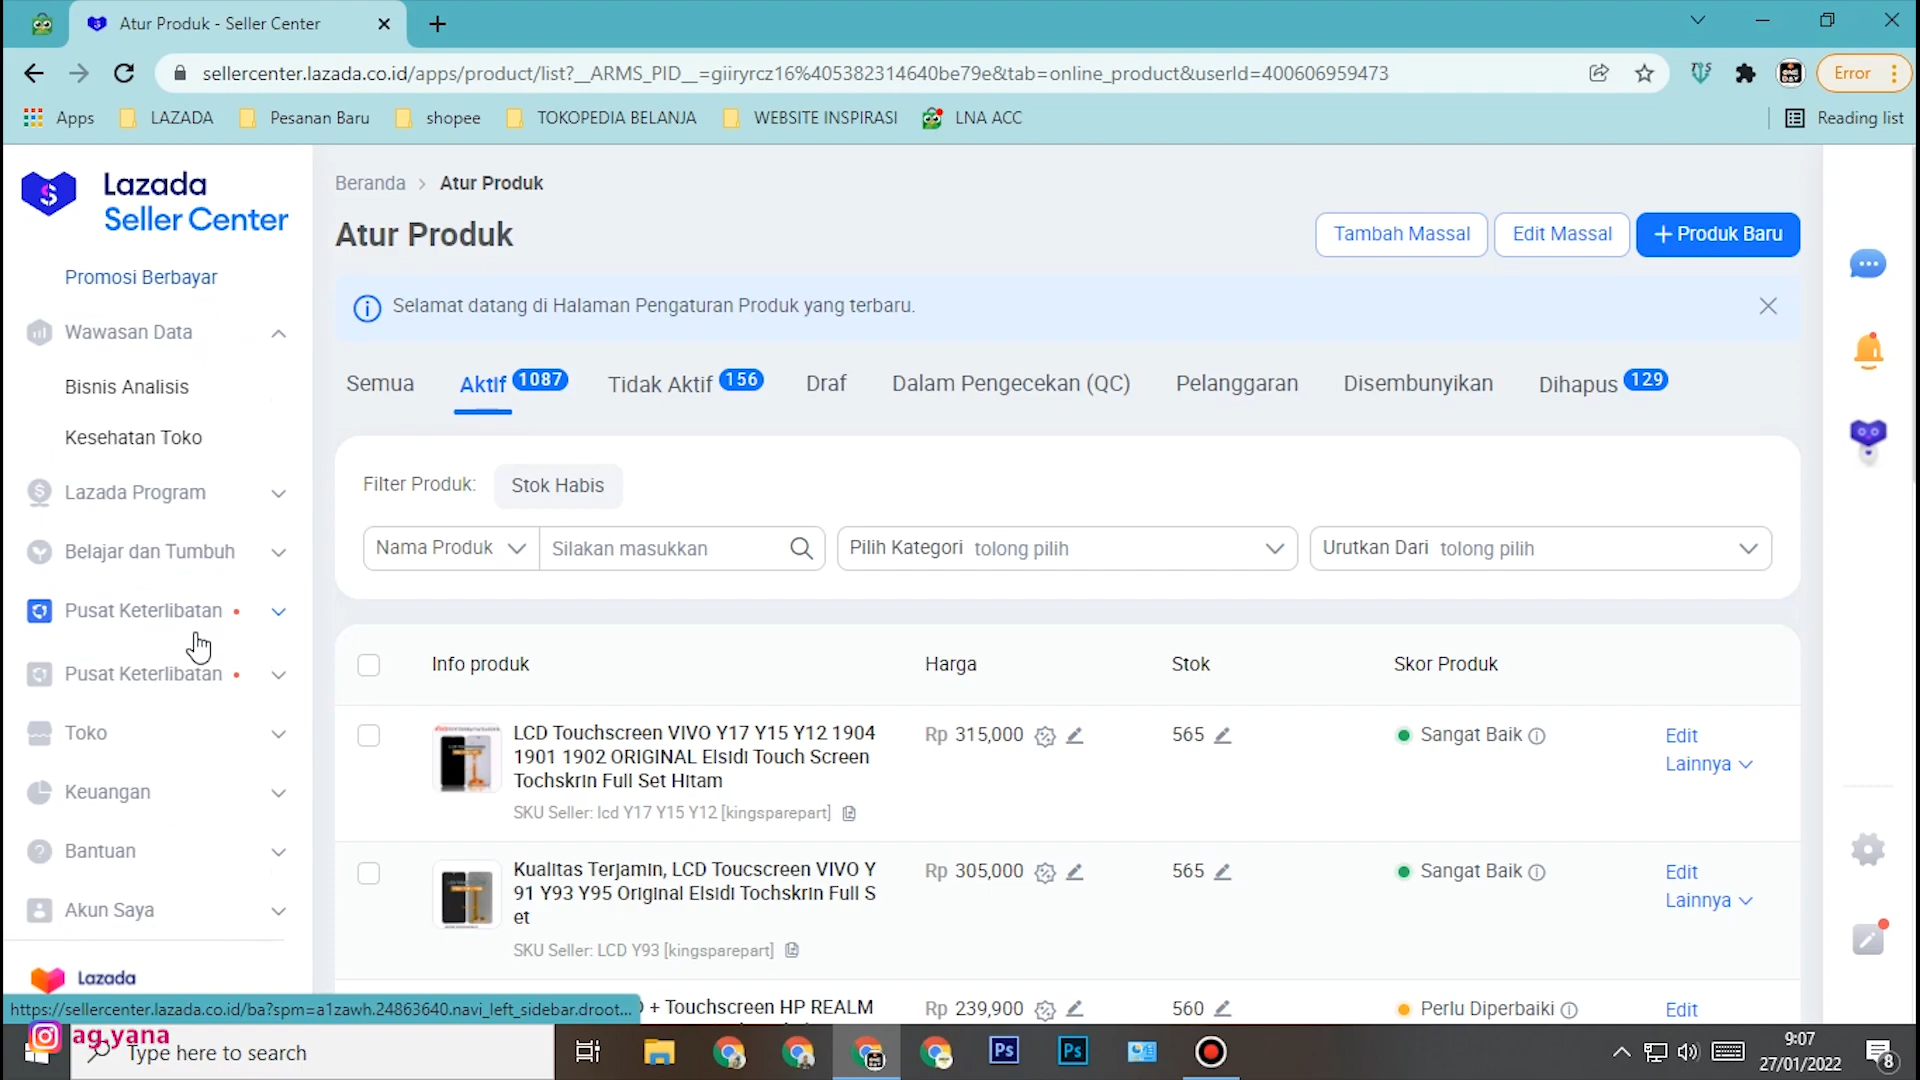 Atur Produk - Seller Center
sellercenter.lazada.co.id/apps/product/list?__ARMS_PID__=giiryrcz16%405382314640be79e&tab=online_product&userId=400606959473
Error
Apps
LAZADA
Pesanan Baru
shopee
TOKOPEDIA BELANJA
WEBSITE INSPIRASI
LNA ACC
Reading list
Lazada
Seller Center
Promosi Berbayar
Wawasan Data
Bisnis Analisis
Kesehatan Toko
Lazada Program
Belajar dan Tumbuh
Pusat Keterlibatan
Pusat Keterlibatan
Toko
Keuangan
Bantuan
Akun Saya
Lazada
Beranda > Atur Produk
Atur Produk
Tambah Massal
Edit Massal
+ Produk Baru
Selamat datang di Halaman Pengaturan Produk yang terbaru.
Semua
Aktif 1087
Tidak Aktif 156
Draf
Dalam Pengecekan (QC)
Pelanggaran
Disembunyikan
Dihapus 129
Filter Produk:
Stok Habis
Nama Produk
Silakan masukkan
Pilih Kategori tolong pilih
Urutkan Dari tolong pilih
Info produk
Harga
Stok
Skor Produk
LCD Touchscreen VIVO Y17 Y15 Y12 1904
1901 1902 ORIGINAL Elsidi Touch Screen
Tochskrin Full Set Hitam
SKU Seller: lcd Y17 Y15 Y12 [kingsparepart]
Rp 315,000
565
Sangat Baik
Edit
Lainnya
Kualitas Terjamin, LCD Toucscreen VIVO Y
91 Y93 Y95 Original Elsidi Tochskrin Full S
et
SKU Seller: LCD Y93 [kingsparepart]
Rp 305,000
565
Sangat Baik
Edit
Lainnya
+ Touchscreen HP REALM
Rp 239,900
560
Perlu Diperbaiki
Edit
https://sellercenter.lazada.co.id/ba?spm=a1zawh.24863640.navi_left_sidebar.droot...
ag.yana
Type here to search
Ps
Ps
9:07
27/01/2022
8